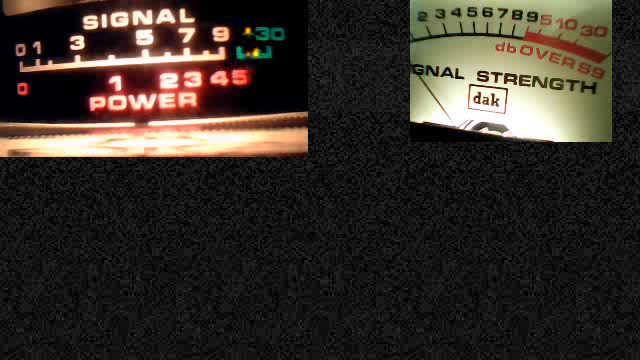 SIGNAL
0 1 3 5 7 9 +30
0 1 2 3 4 5
POWER
2 3 4 5 6 7 8 9 5 10 30
db OVER S9
GNAL STRENGTH
dak